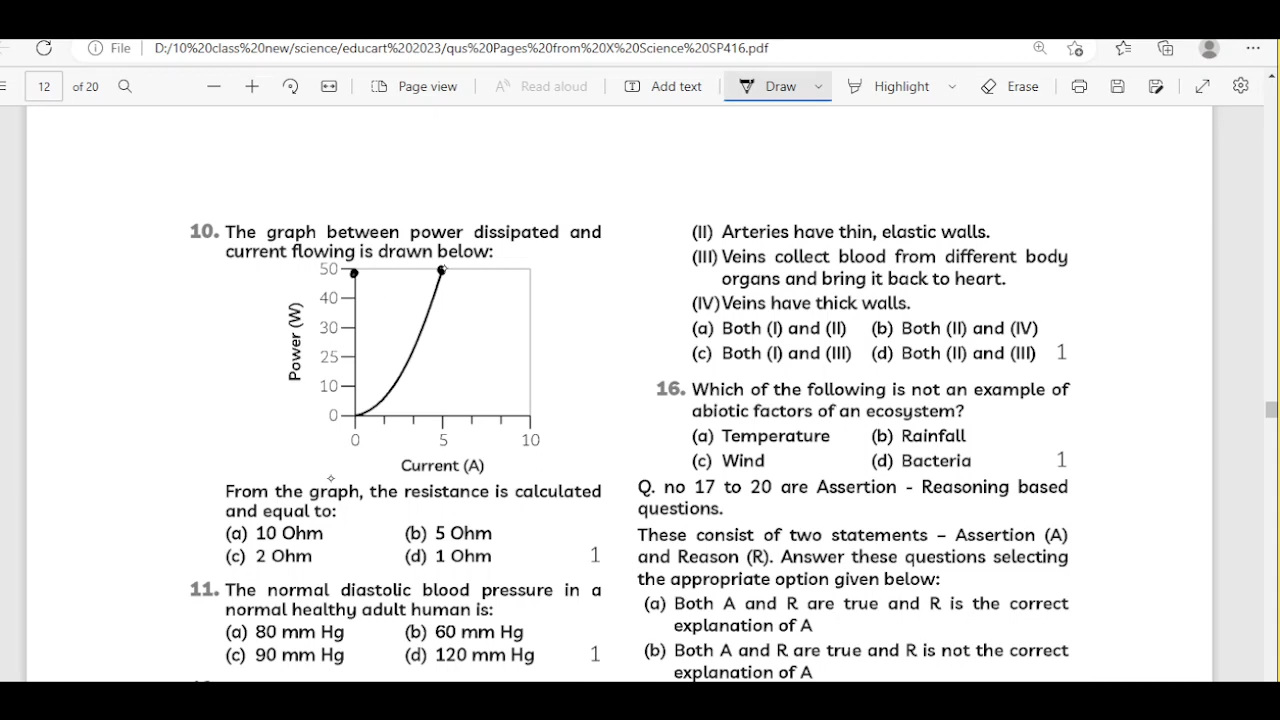 File D:/10%20class%20new/science/educart%202023/qus%20Pages%20from%20X%20Science%20SP416.pdf
12 of 20 Page view Read aloud Add text Draw Highlight Erase
10. The graph between power dissipated and
current flowing is drawn below:
50
40
30
25
10
0
Power (W)
0 5 10
Current (A)
From the graph, the resistance is calculated
and equal to:
(a) 10 Ohm (b) 5 Ohm
(c) 2 Ohm (d) 1 Ohm 1
11. The normal diastolic blood pressure in a
normal healthy adult human is:
(a) 80 mm Hg (b) 60 mm Hg
(c) 90 mm Hg (d) 120 mm Hg 1
(II) Arteries have thin, elastic walls.
(III) Veins collect blood from different body
organs and bring it back to heart.
(IV) Veins have thick walls.
(a) Both (I) and (II) (b) Both (II) and (IV)
(c) Both (I) and (III) (d) Both (II) and (III) 1
16. Which of the following is not an example of
abiotic factors of an ecosystem?
(a) Temperature (b) Rainfall
(c) Wind (d) Bacteria 1
Q. no 17 to 20 are Assertion - Reasoning based
questions.
These consist of two statements – Assertion (A)
and Reason (R). Answer these questions selecting
the appropriate option given below:
(a) Both A and R are true and R is the correct
explanation of A
(b) Both A and R are true and R is not the correct
explanation of A